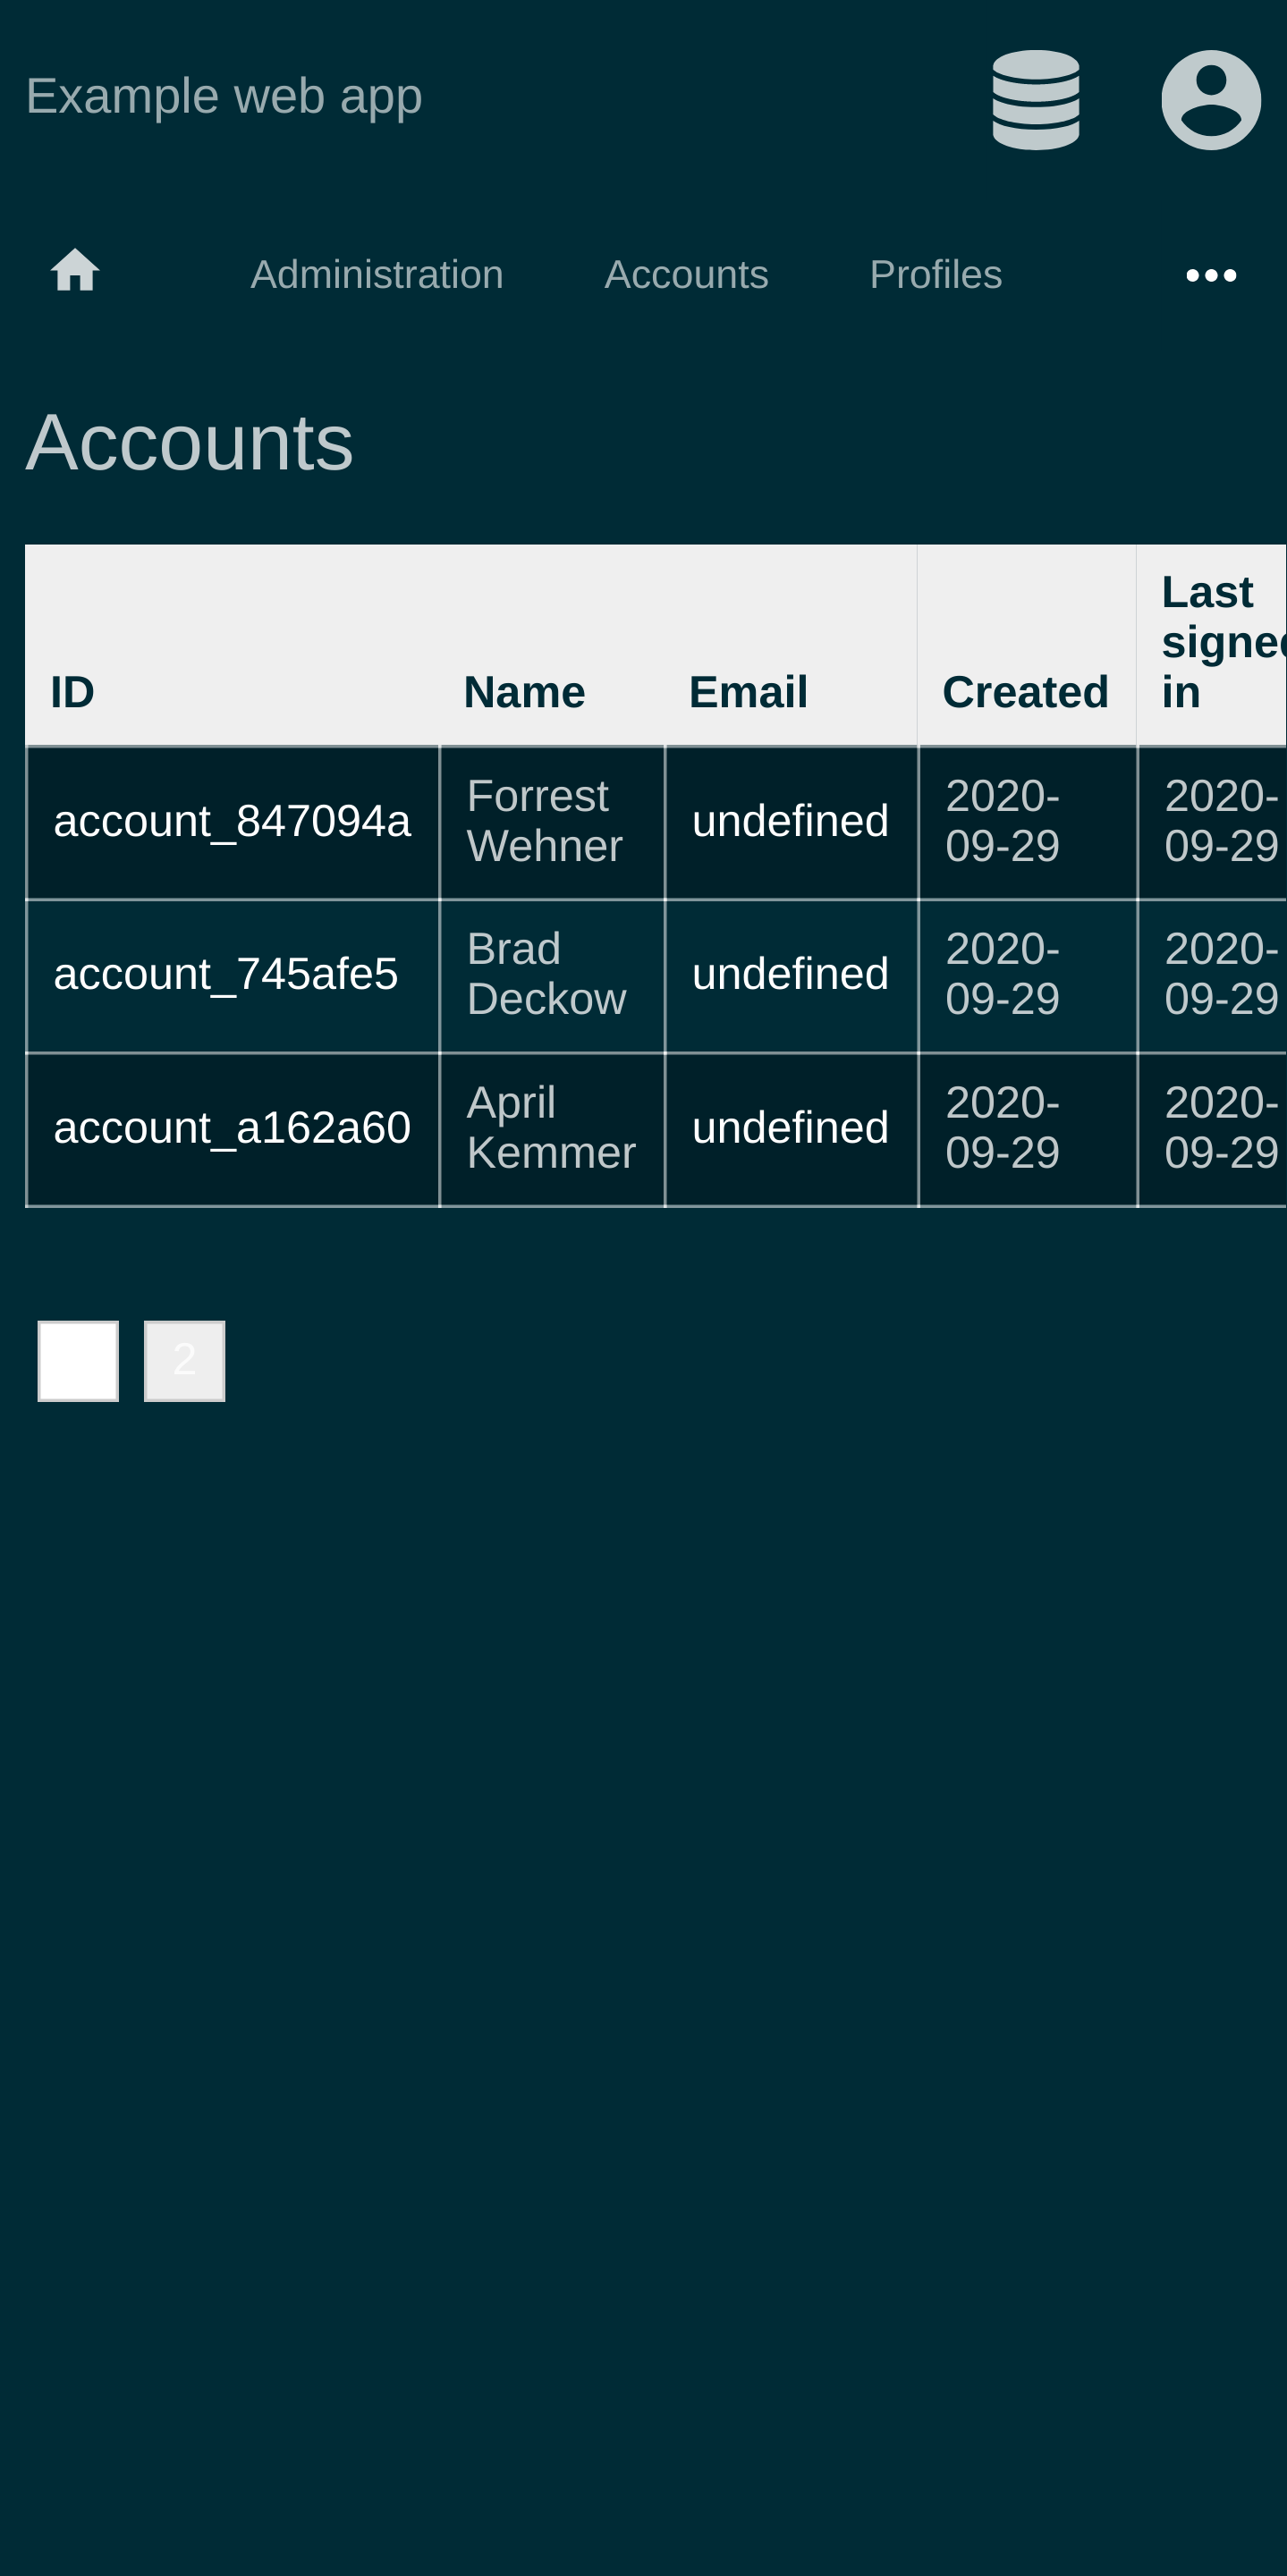 Example web app
Administration Accounts Profiles
Accounts
ID Name Email Created Last signed in
account_847094a Forrest Wehner undefined 2020-09-29 2020-09-29
account_745afe5 Brad Deckow undefined 2020-09-29 2020-09-29
account_a162a60 April Kemmer undefined 2020-09-29 2020-09-29
2